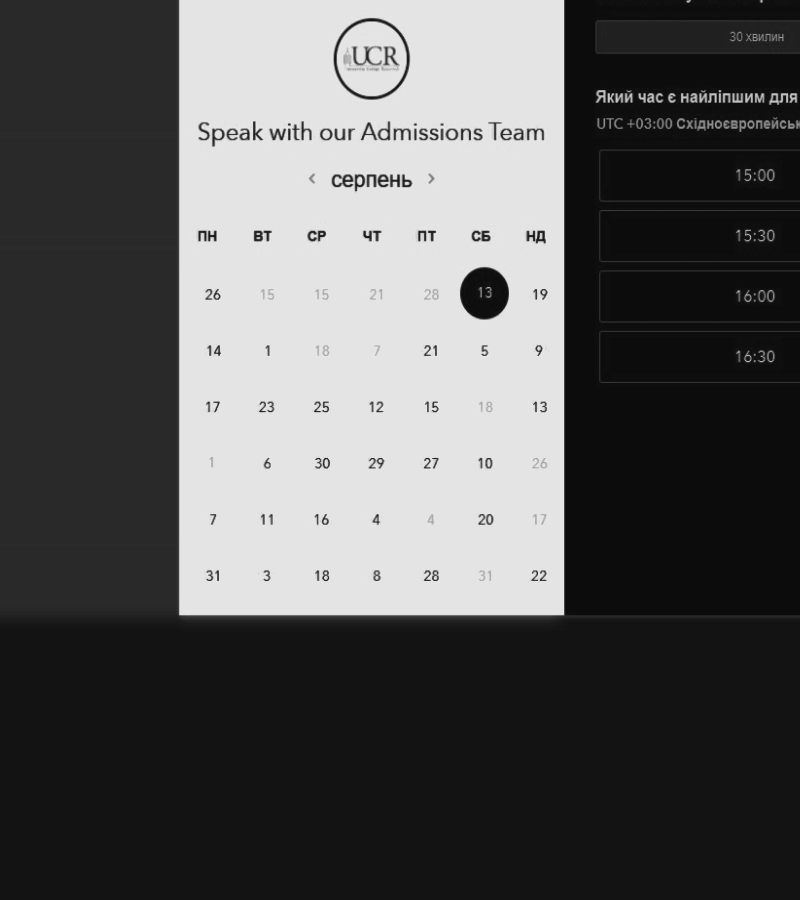 UCR
Speak with our Admissions Team
серпень
ПН ВТ СР ЧТ ПТ СБ НД
26 15 15 21 28 13 19
14 1 18 7 21 5 9
17 23 25 12 15 18 13
1 6 30 29 27 10 26
7 11 16 4 4 20 17
31 3 18 8 28 31 22
30 хвилин
Який час є найліпшим для
UTC +03:00
15:00
15:30
16:00
16:30